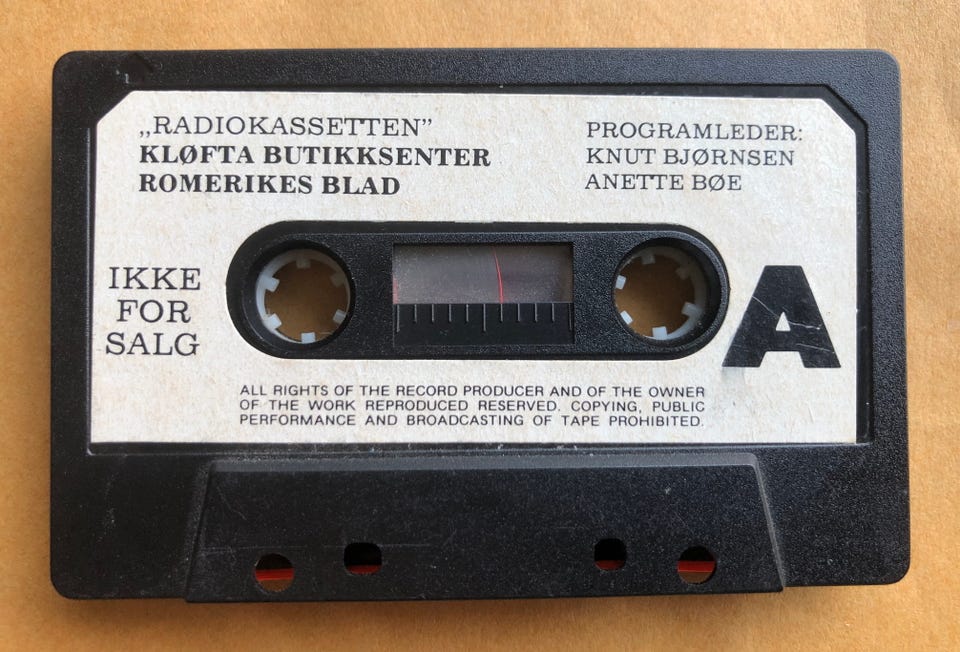 „RADIOKASSETTEN”
KLØFTA BUTIKKSENTER
ROMERIKES BLAD
PROGRAMLEDER:
KNUT BJØRNSEN
ANETTE BØE
IKKE
FOR
SALG
A
ALL RIGHTS OF THE RECORD PRODUCER AND OF THE OWNER
OF THE WORK REPRODUCED RESERVED. COPYING, PUBLIC
PERFORMANCE AND BROADCASTING OF TAPE PROHIBITED.